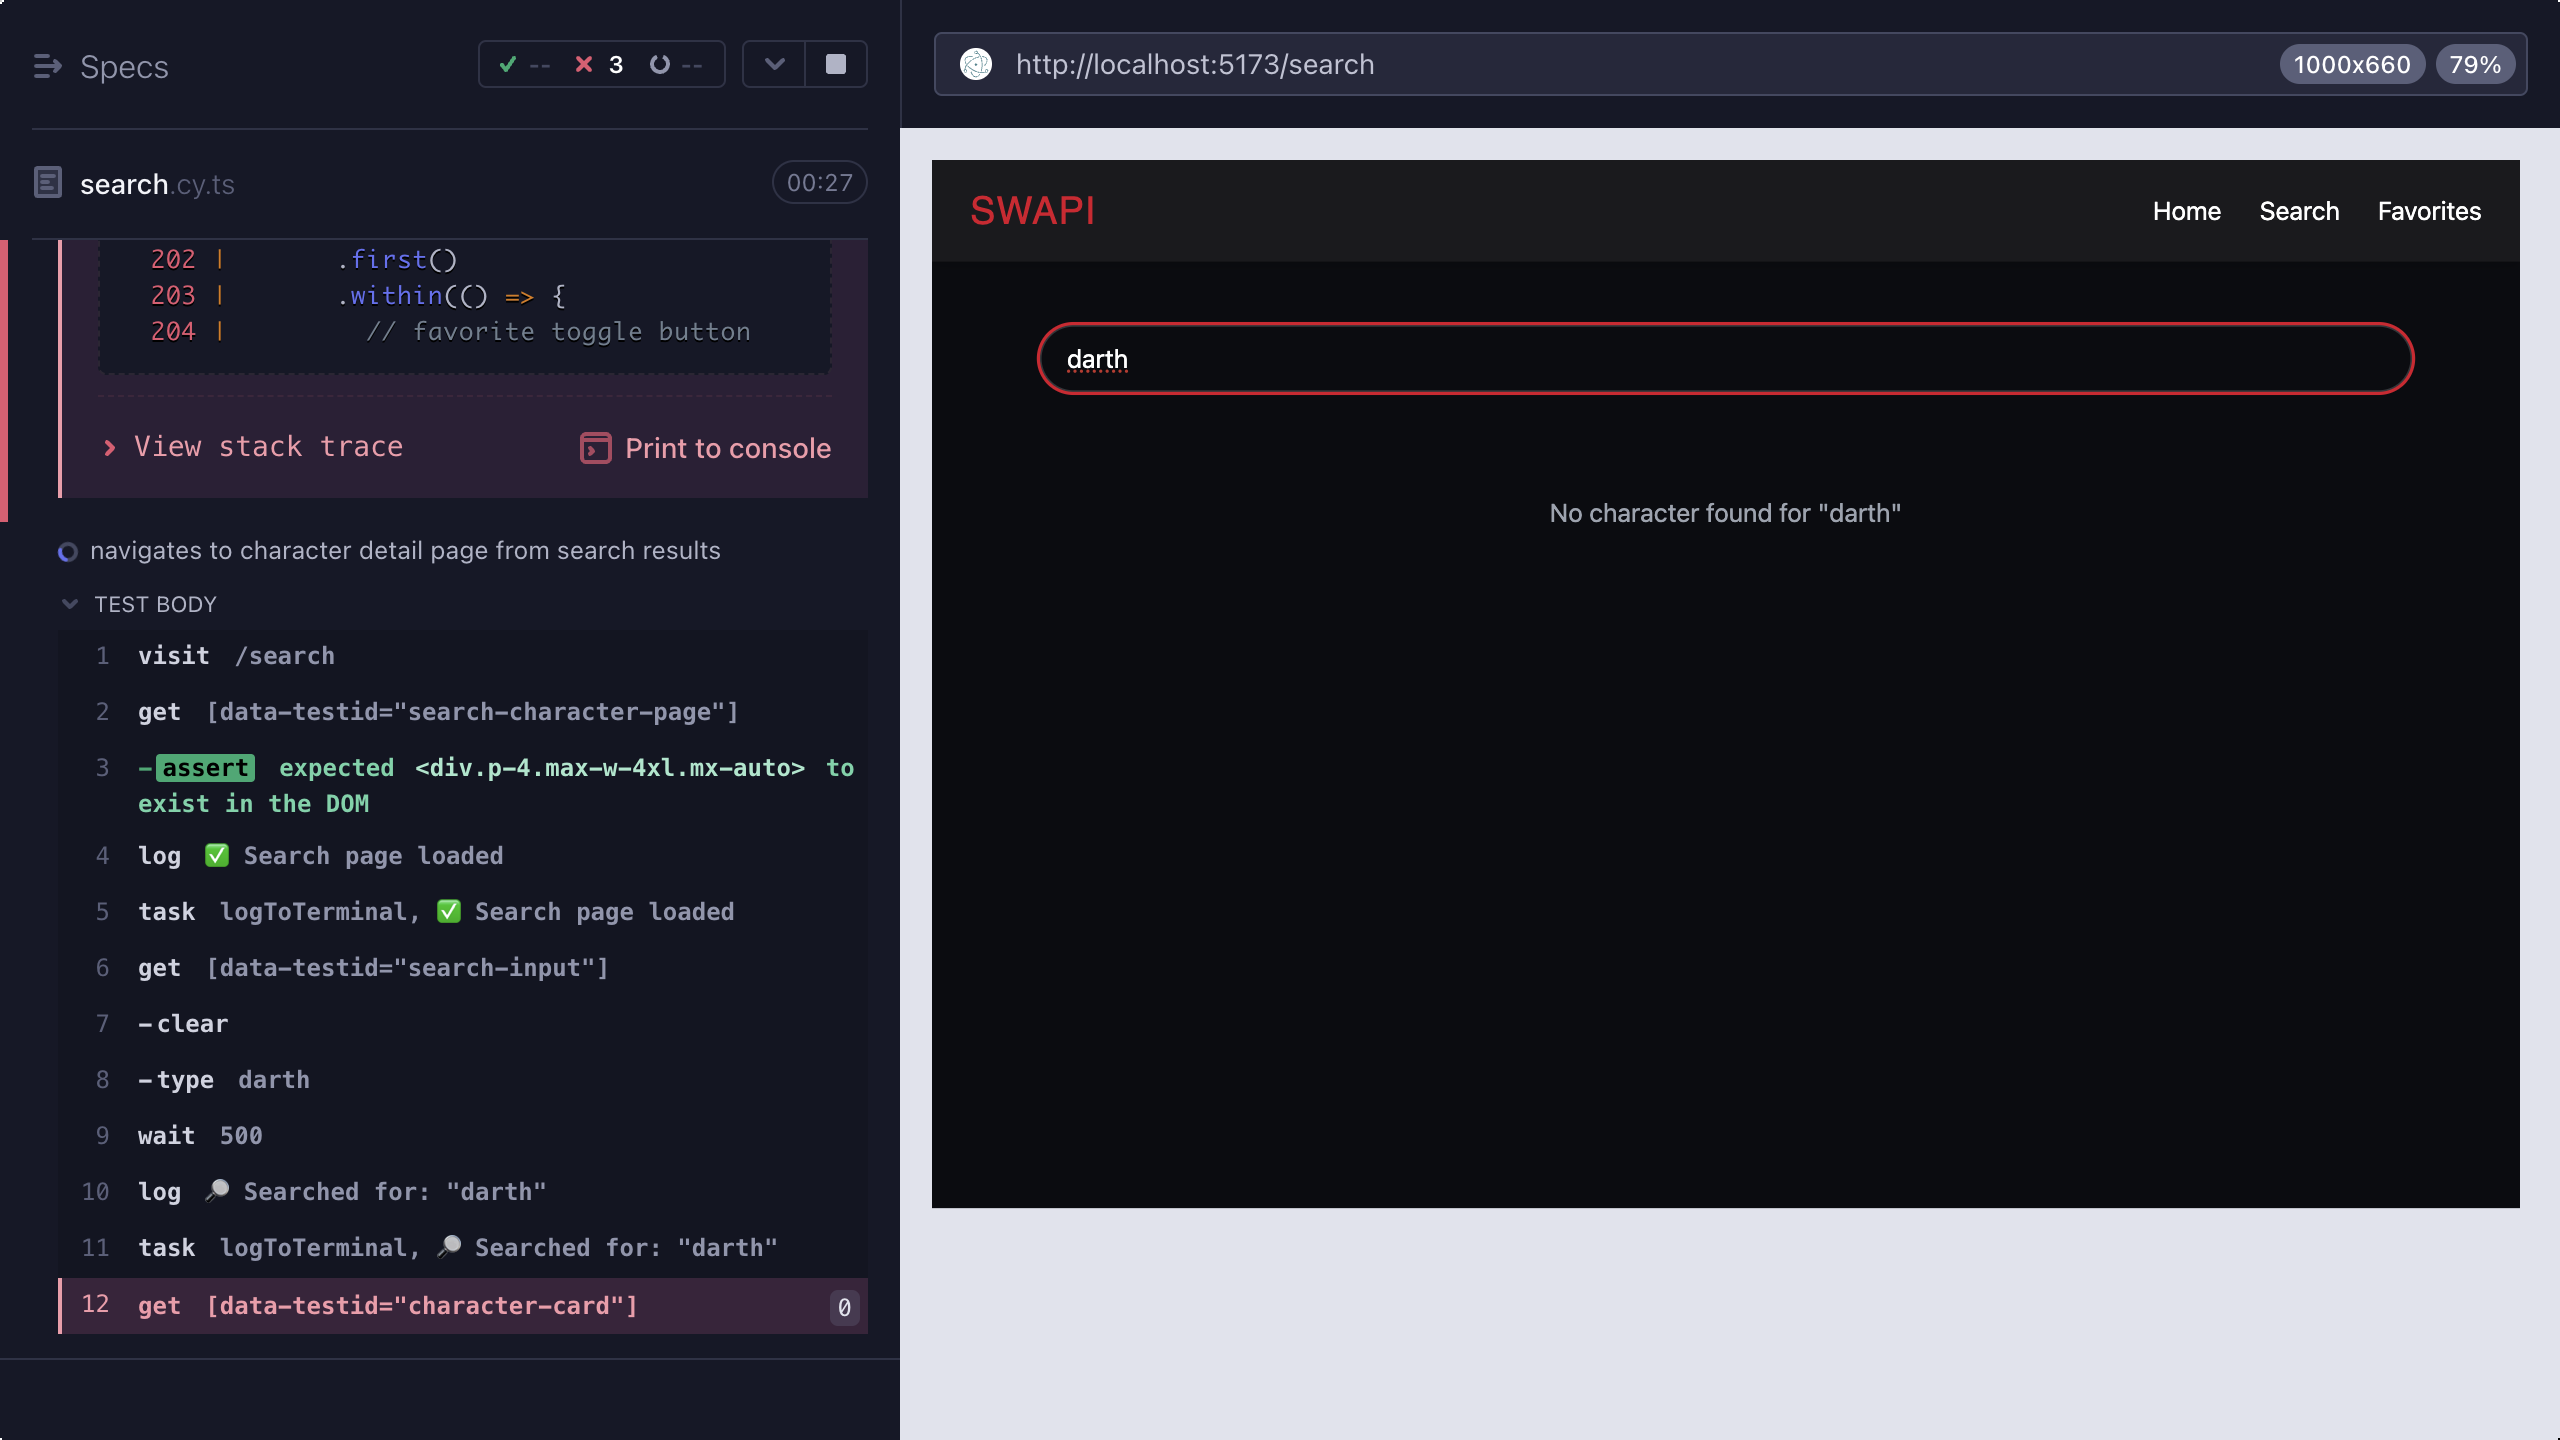 Specs
-- 3 --
search.cy.ts
00:27
202 | .first()
203 | .within(() => {
204 | // favorite toggle button
View stack trace
Print to console
navigates to character detail page from search results
TEST BODY
1 visit /search
2 get [data-testid="search-character-page"]
3 -assert expected <div.p-4.max-w-4xl.mx-auto> to
exist in the DOM
4 log ✅ Search page loaded
5 task logToTerminal, ✅ Search page loaded
6 get [data-testid="search-input"]
7 -clear
8 -type darth
9 wait 500
10 log 🔎 Searched for: "darth"
11 task logToTerminal, 🔎 Searched for: "darth"
12 get [data-testid="character-card"] 0
http://localhost:5173/search
1000x660 79%
SWAPI
Home Search Favorites
darth
No character found for "darth"